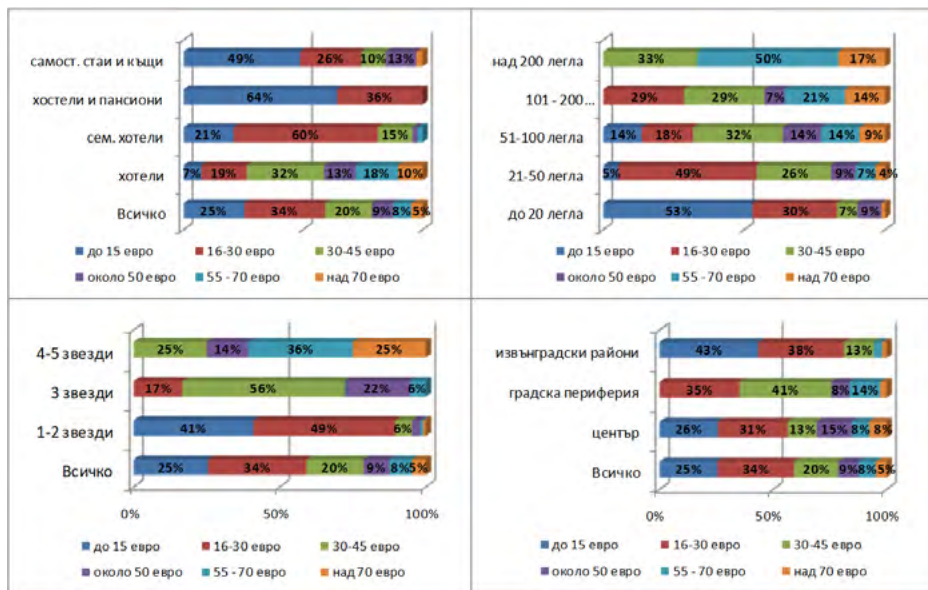 самост. стаи и къщи 49% 26% 10% 13%
хостели и пансиони 64% 36%
сем. хотели 21% 60% 15%
хотели 7% 19% 32% 13% 18% 10%
Всичко 25% 34% 20% 9% 8% 5%
до 15 евро 16-30 евро 30-45 евро
около 50 евро 55 -70 евро над 70 евро
над 200 легла 33% 50% 17%
101 - 200... 29% 29% 7% 21% 14%
51-100 легла 14% 18% 32% 14% 14% 9%
21-50 легла 5% 49% 26% 9% 7% 4%
до 20 легла 53% 30% 7% 9%
до 15 евро 16-30 евро 30-45 евро
около 50 евро 55 -70 евро над 70 евро
4-5 звезди 25% 14% 36% 25%
3 звезди 17% 56% 22% 6%
1-2 звезди 41% 49% 6%
Всичко 25% 34% 20% 9% 8% 5%
0% 50% 100%
до 15 евро 16-30 евро 30-45 евро
около 50 евро 55 -70 евро над 70 евро
извънградски райони 43% 38% 13%
градска периферия 35% 41% 8% 14%
център 26% 31% 13% 15% 8% 8%
Всичко 25% 34% 20% 9% 8% 5%
0% 50% 100%
до 15 евро 16-30 евро 30-45 евро
около 50 евро 55 -70 евро над 70 евро